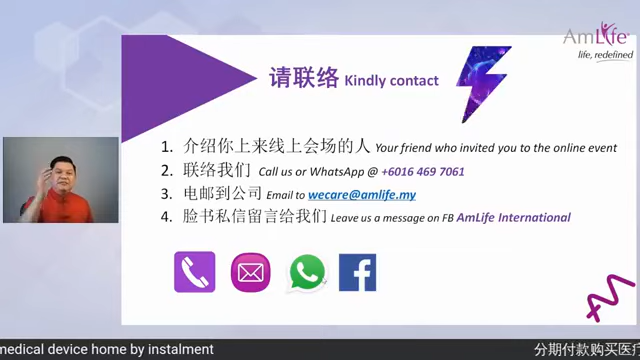 AmLife
life, redefined
请联络 Kindly contact
1. 介绍你上来线上会场的人 Your friend who invited you to the online event
2. 联络我们 Call us or WhatsApp @ +6016 469 7061
3. 电邮到公司 Email to wecare@amlife.my
4. 脸书私信留言给我们 Leave us a message on FB AmLife International
medical device home by instalment
分期付款购买医疗